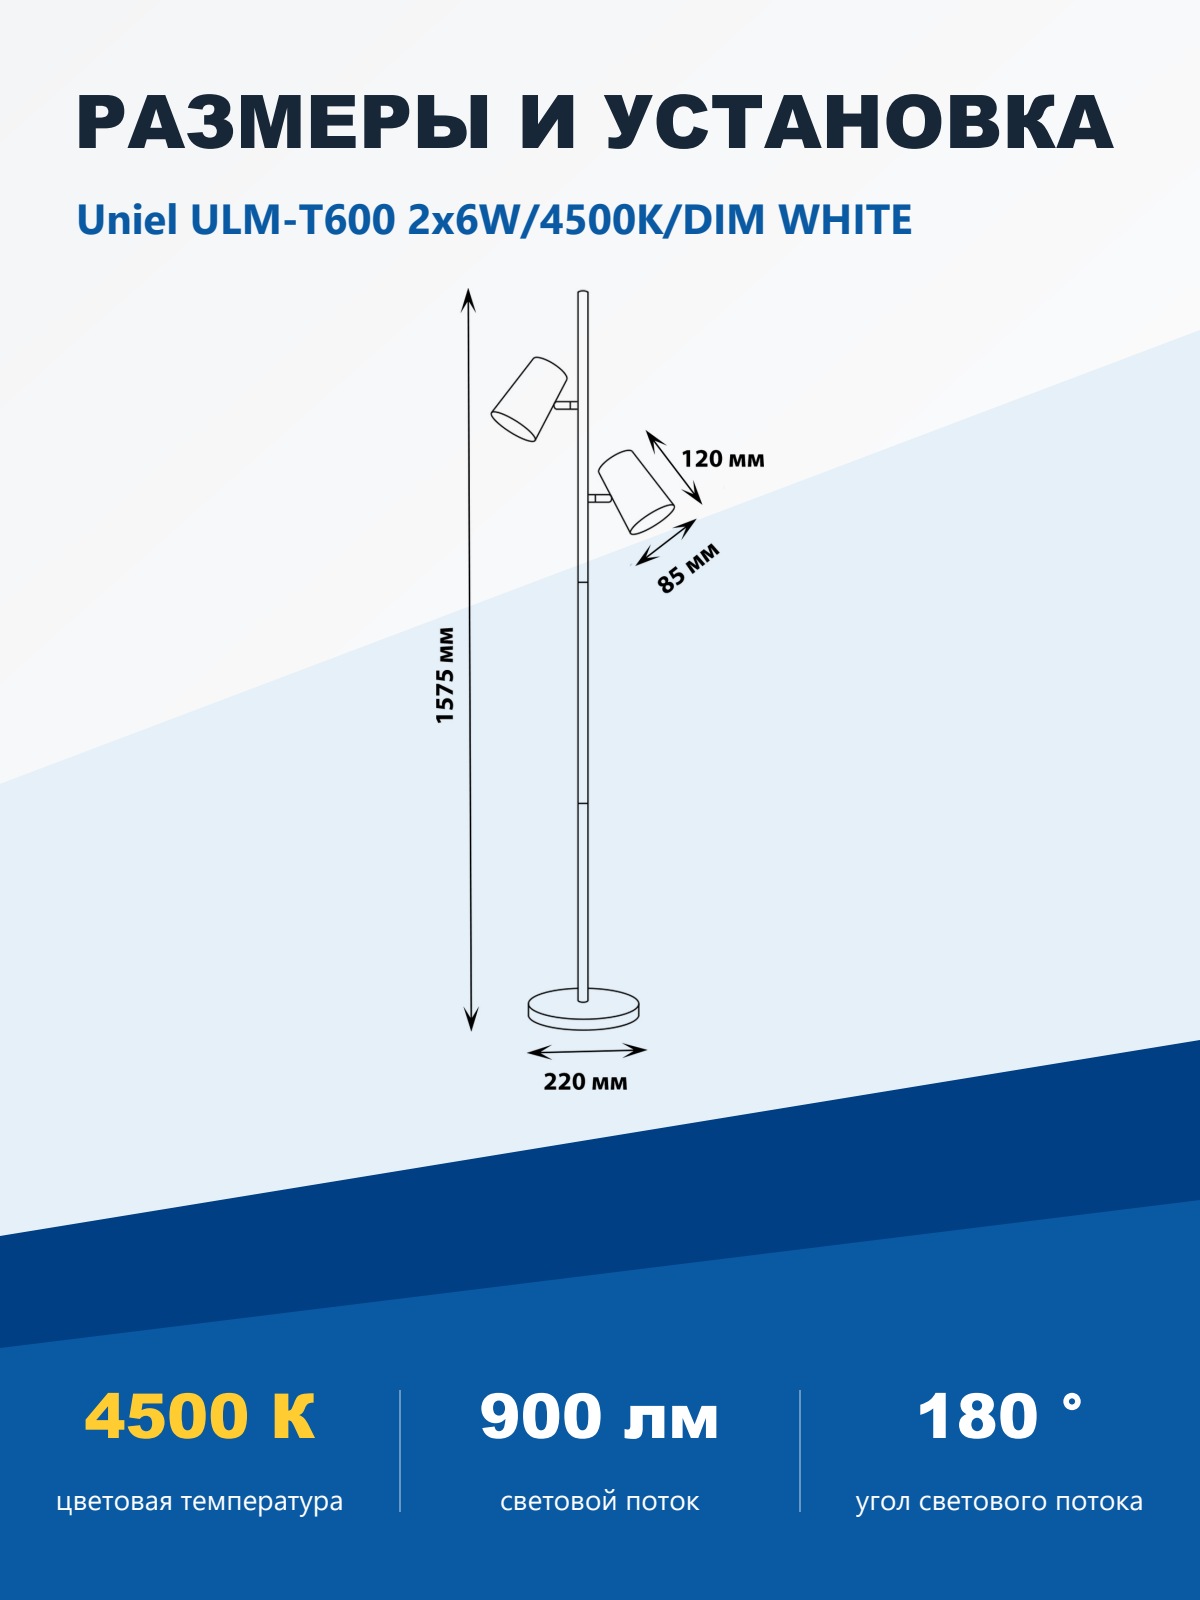 РАЗМЕРЫ И УСТАНОВКА
Uniel ULM-T600 2x6W/4500K/DIM WHITE
120 мм
85 мм
1575 мм
220 мм
4500 К
цветовая температура
900 лм
световой поток
180 °
угол светового потока